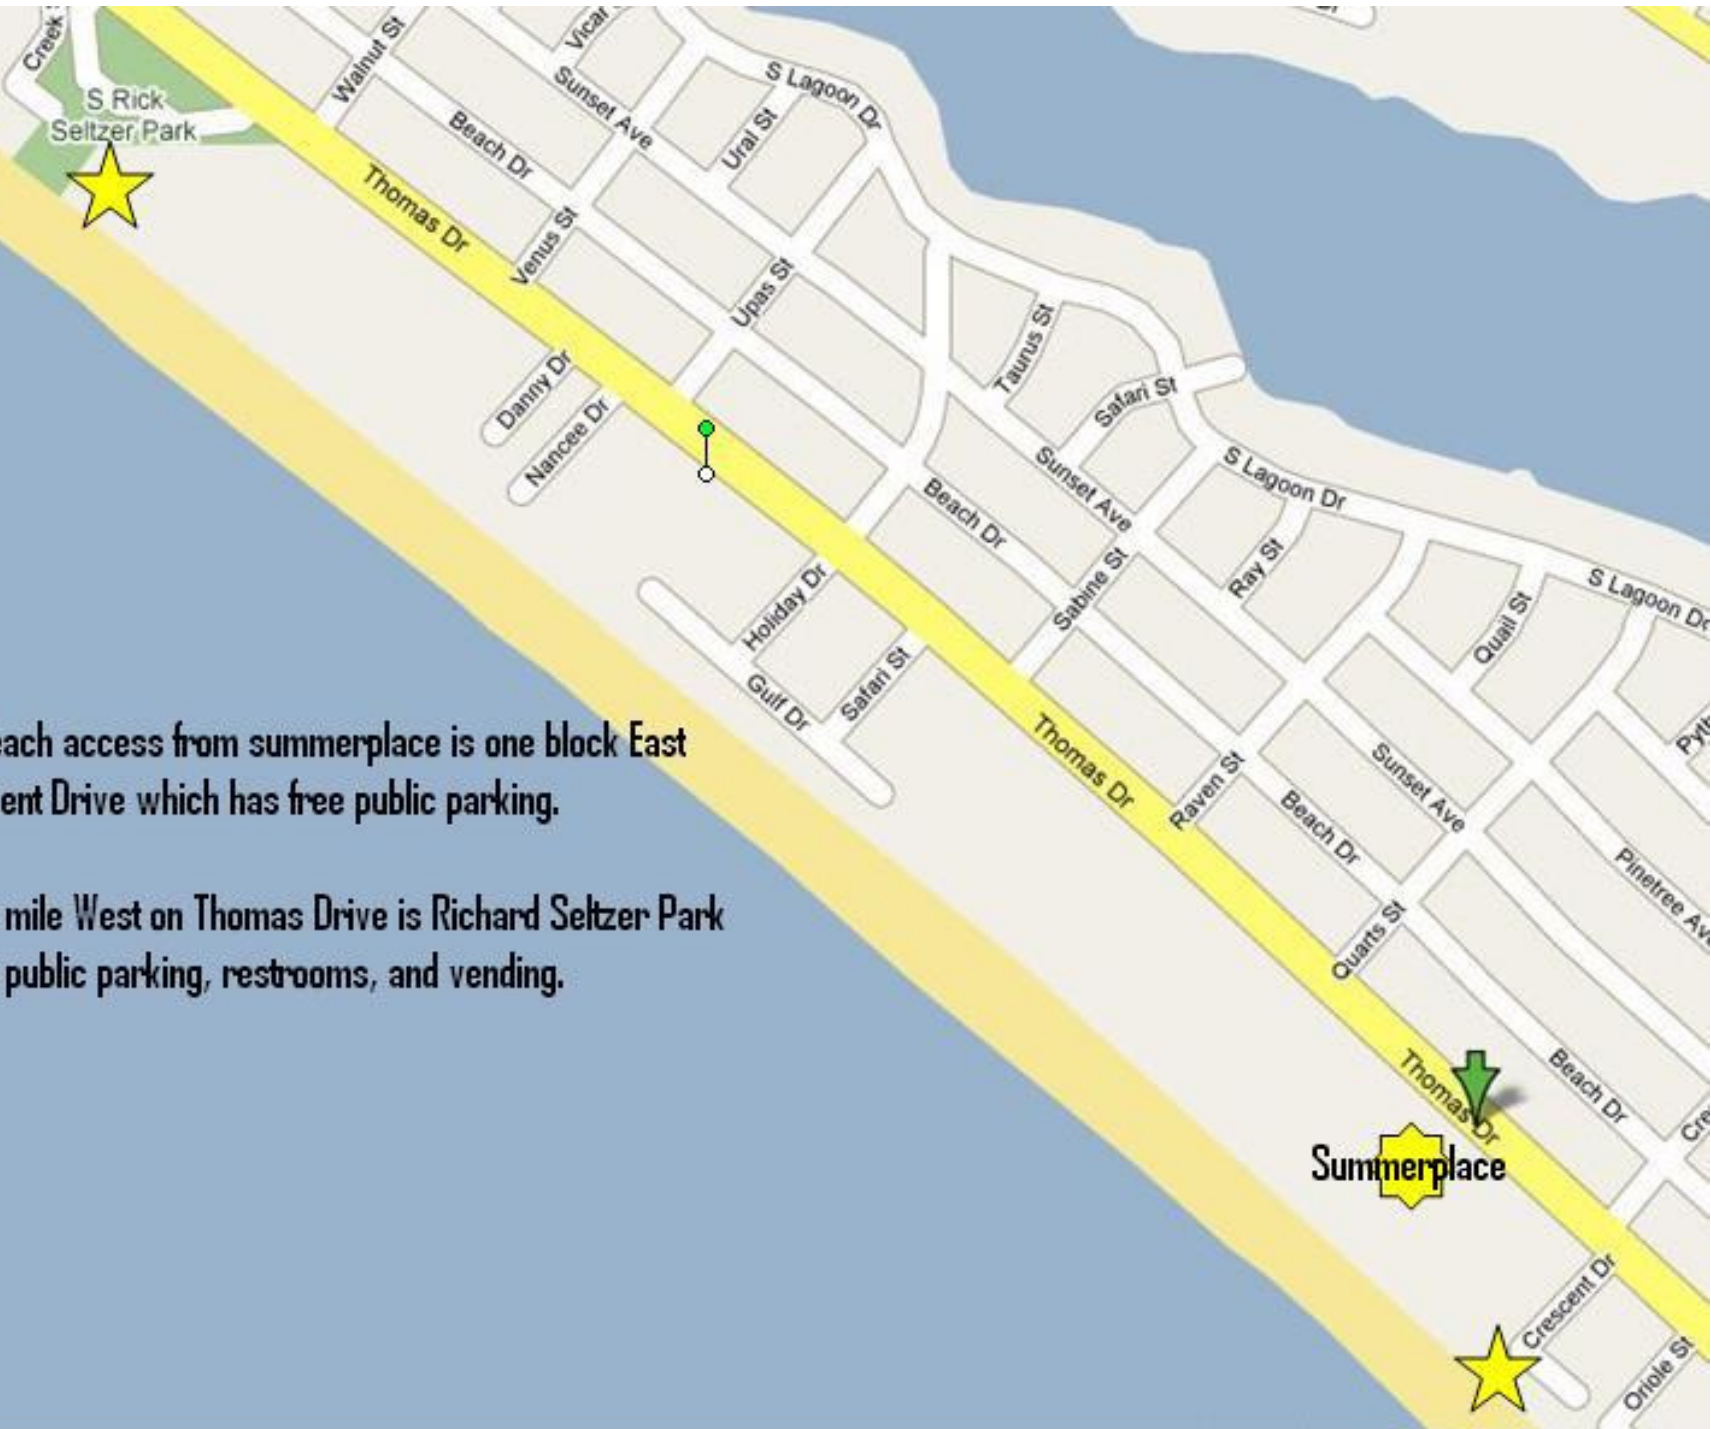 Creek
Walnut St
Vicar
S Lagoon Dr
S Rick
Seltzer Park
Sunset Ave
Ural St
Beach Dr
Thomas Dr
Venus St
Upas St
Taurus St
Danny Dr
Safari St
Nancee Dr
Sunset Ave
S Lagoon Dr
Beach Dr
Holiday Dr
Sabine St
Ray St
S Lagoon Dr
Quail St
Gulf Dr
Safari St
each access from summerplace is one block East
Thomas Dr
Raven St
Sunset Ave
ent Drive which has free public parking.
Beach Dr
Pinetree Ave
mile West on Thomas Drive is Richard Seltzer Park
Quarts St
public parking, restrooms, and vending.
Thomas Dr
Beach Dr
Summerplace
Crescent Dr
Oriole St